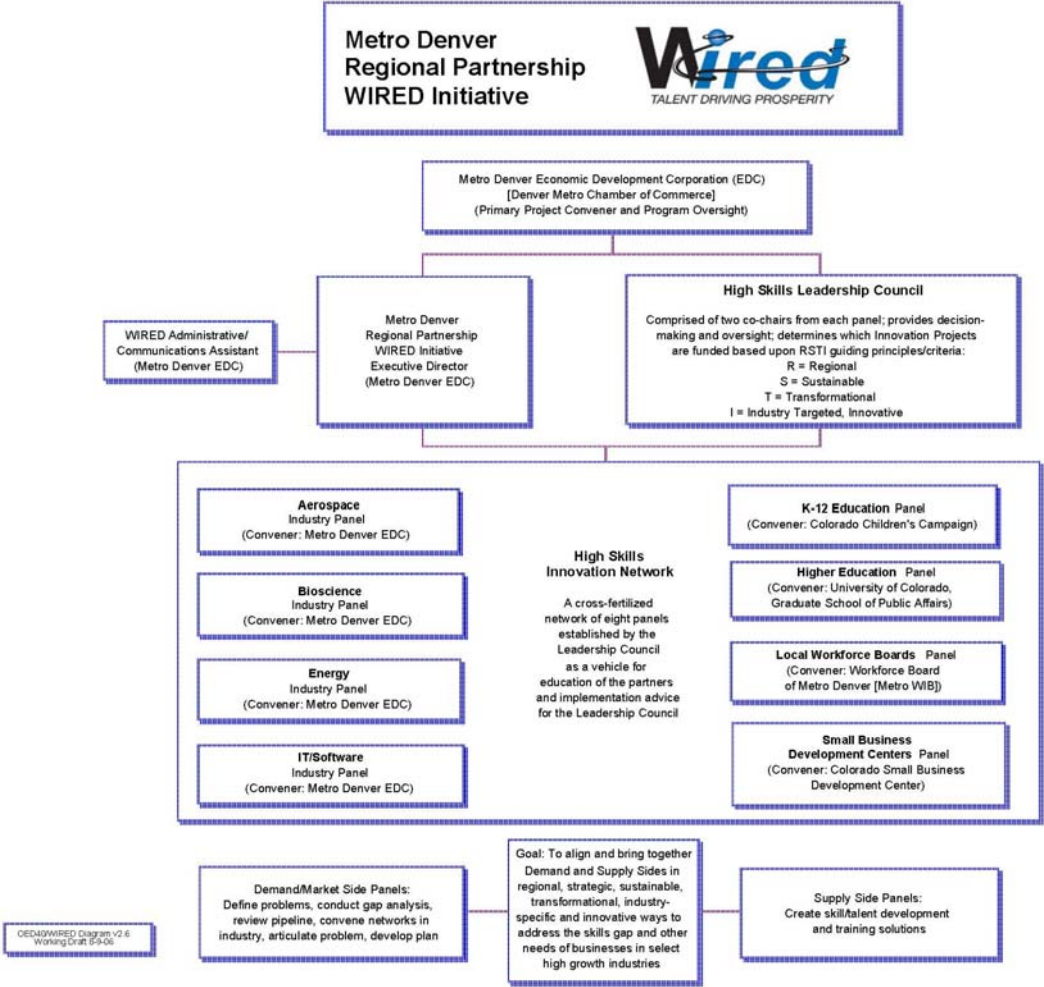 Metro Denver
Regional Partnership
WIRED Initiative
Wired
TALENT DRIVING PROSPERITY
Metro Denver Economic Development Corporation (EDC)
[Denver Metro Chamber of Commerce]
(Primary Project Convener and Program Oversight)
WIRED Administrative/
Communications Assistant
(Metro Denver EDC)
Metro Denver
Regional Partnership
WIRED Initiative
Executive Director
(Metro Denver EDC)
High Skills Leadership Council
Comprised of two co-chairs from each panel; provides decision-
making and oversight; determines which Innovation Projects
are funded based upon RSTI guiding principles/criteria:
R = Regional
S = Sustainable
T = Transformational
I = Industry Targeted, Innovative
Aerospace
Industry Panel
(Convener: Metro Denver EDC)
Bioscience
Industry Panel
(Convener: Metro Denver EDC)
Energy
Industry Panel
(Convener: Metro Denver EDC)
IT/Software
Industry Panel
(Convener: Metro Denver EDC)
High Skills
Innovation Network
A cross-fertilized
network of eight panels
established by the
Leadership Council
as a vehicle for
education of the partners
and implementation advice
for the Leadership Council
K-12 Education Panel
(Convener: Colorado Children's Campaign)
Higher Education Panel
(Convener: University of Colorado,
Graduate School of Public Affairs)
Local Workforce Boards Panel
(Convener: Workforce Board
of Metro Denver [Metro WIB])
Small Business
Development Centers Panel
(Convener: Colorado Small Business
Development Center)
Demand/Market Side Panels:
Define problems, conduct gap analysis,
review pipeline, convene networks in
industry, articulate problem, develop plan
Goal: To align and bring together
Demand and Supply Sides in
regional, strategic, sustainable,
transformational, industry-
specific and innovative ways to
address the skills gap and other
needs of businesses in select
high growth industries
Supply Side Panels:
Create skill/talent development
and training solutions
WIRED Diagram v2.6
Working Draft